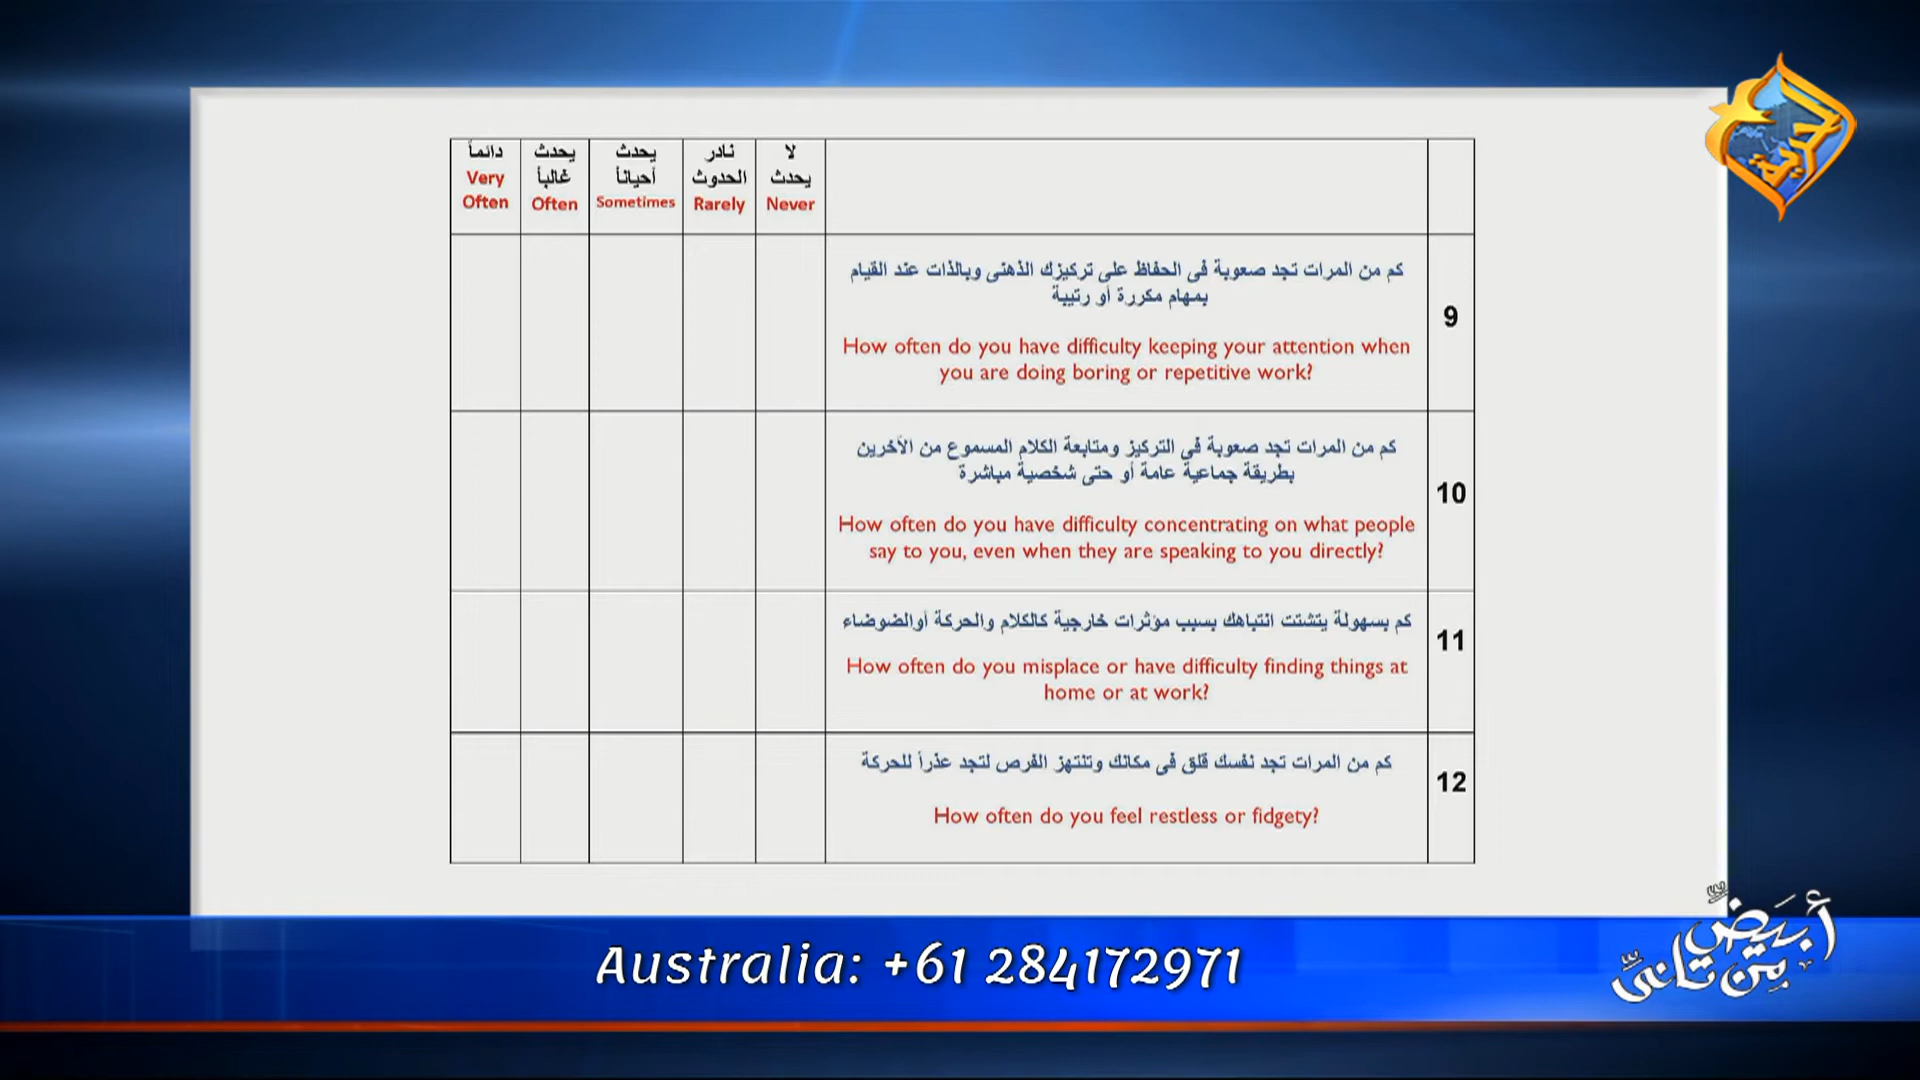 لا
يحدث
Never
نادر
الحدوث
Rarely
يحدث
أحياناً
Sometimes
يحدث
غالباً
Often
دائماً
Very
Often
9
كم من المرات تجد صعوبة فى الحفاظ على تركيزك الذهنى وبالذات عند القيام
بمهام مكررة أو رتيبة
How often do you have difficulty keeping your attention when
you are doing boring or repetitive work?
10
كم من المرات تجد صعوبة فى التركيز ومتابعة الكلام المسموع من الآخرين
بطريقة جماعية عامة أو حتى شخصية مباشرة
How often do you have difficulty concentrating on what people
say to you, even when they are speaking to you directly?
11
كم بسهولة يتشتت انتباهك بسبب مؤثرات خارجية كالكلام والحركة أوالضوضاء
How often do you misplace or have difficulty finding things at
home or at work?
12
كم من المرات تجد نفسك قلق فى مكانك وتنتهز الفرص لتجد عذراً للحركة
How often do you feel restless or fidgety?
الحرية
Australia: +61 284172971
أبيضّ
من تانىّ